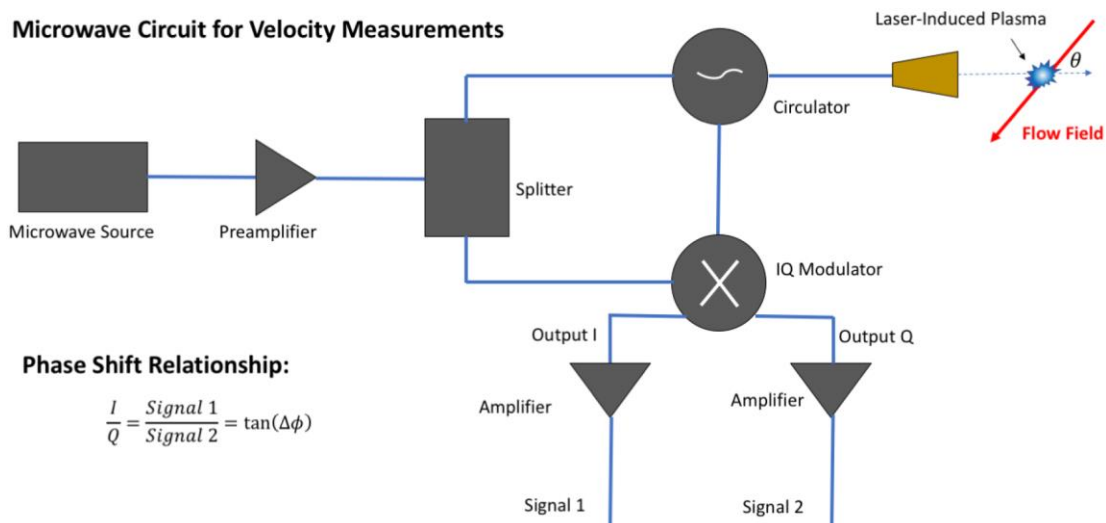 Microwave Circuit for Velocity Measurements
Laser-Induced Plasma
θ
Circulator
Flow Field
Splitter
Microwave Source
Preamplifier
IQ Modulator
Output I
Output Q
Phase Shift Relationship:
Amplifier
Amplifier
I/Q = Signal 1/Signal 2 = tan(Δϕ)
Signal 1
Signal 2